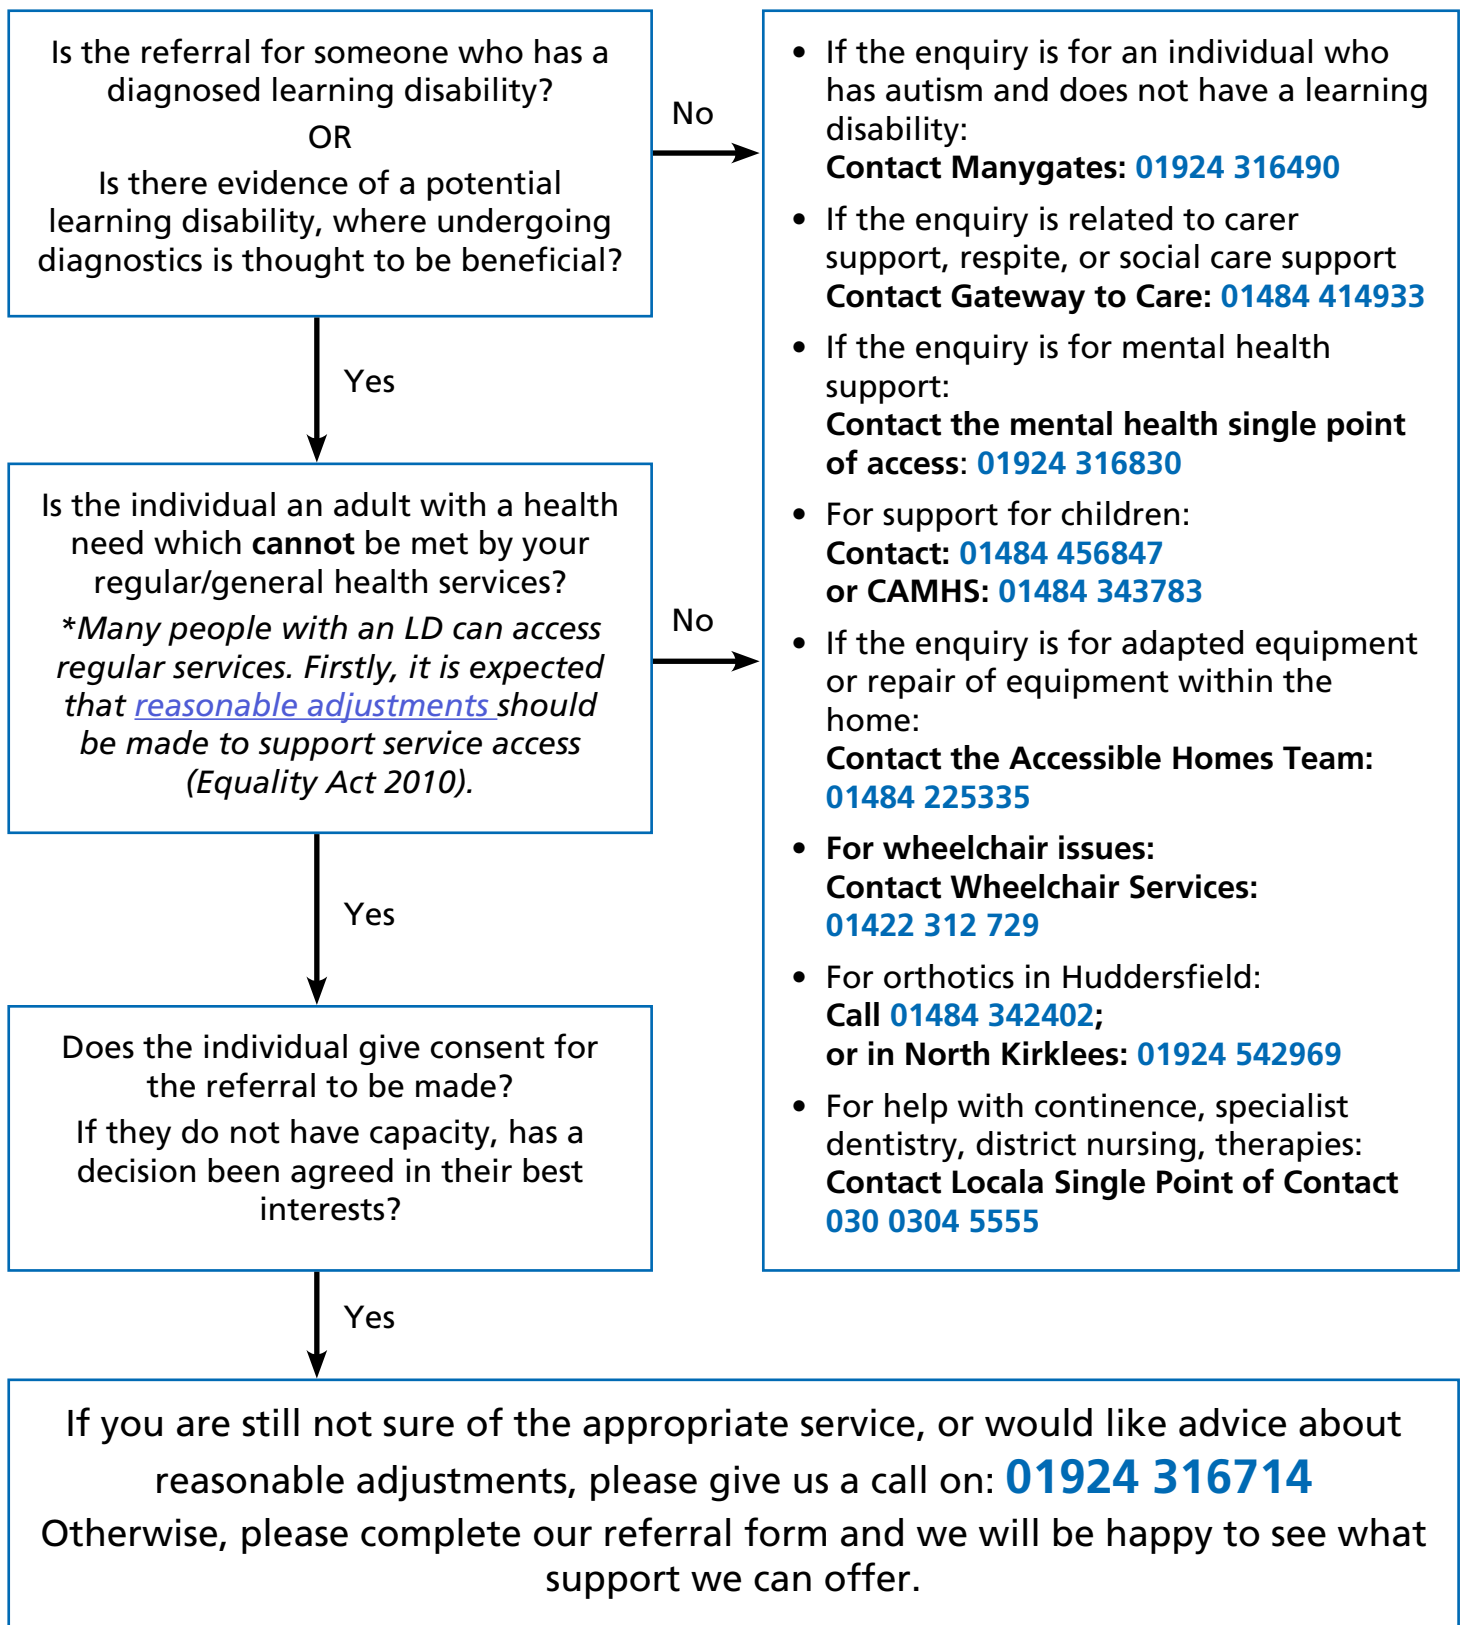 Is the referral for someone who has a
diagnosed learning disability?
OR
Is there evidence of a potential
learning disability, where undergoing
diagnostics is thought to be beneficial?
No
Yes
Is the individual an adult with a health
need which cannot be met by your
regular/general health services?
*Many people with an LD can access
regular services. Firstly, it is expected
that reasonable adjustments should
be made to support service access
(Equality Act 2010).
No
Yes
Does the individual give consent for
the referral to be made?
If they do not have capacity, has a
decision been agreed in their best
interests?
Yes
• If the enquiry is for an individual who
has autism and does not have a learning
disability:
Contact Manygates: 01924 316490
• If the enquiry is related to carer
support, respite, or social care support
Contact Gateway to Care: 01484 414933
• If the enquiry is for mental health
support:
Contact the mental health single point
of access: 01924 316830
• For support for children:
Contact: 01484 456847
or CAMHS: 01484 343783
• If the enquiry is for adapted equipment
or repair of equipment within the
home:
Contact the Accessible Homes Team:
01484 225335
• For wheelchair issues:
Contact Wheelchair Services:
01422 312 729
• For orthotics in Huddersfield:
Call 01484 342402;
or in North Kirklees: 01924 542969
• For help with continence, specialist
dentistry, district nursing, therapies:
Contact Locala Single Point of Contact
030 0304 5555
If you are still not sure of the appropriate service, or would like advice about
reasonable adjustments, please give us a call on: 01924 316714
Otherwise, please complete our referral form and we will be happy to see what
support we can offer.